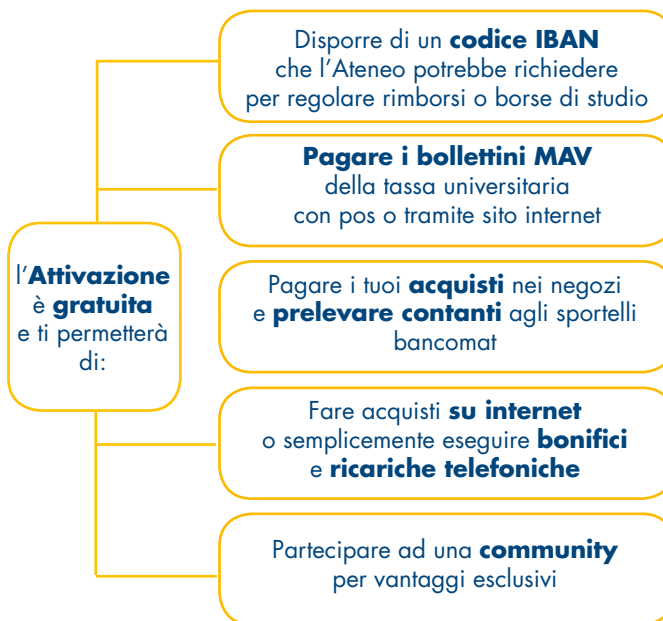 Disporre di un codice IBAN
che l'Ateneo potrebbe richiedere
per regolare rimborsi o borse di studio
Pagare i bollettini MAV
della tassa universitaria
con pos o tramite sito internet
l'Attivazione
è gratuita
e ti permetterà
di:
Pagare i tuoi acquisti nei negozi
e prelevare contanti agli sportelli
bancomat
Fare acquisti su internet
o semplicemente eseguire bonifici
e ricariche telefoniche
Partecipare ad una community
per vantaggi esclusivi